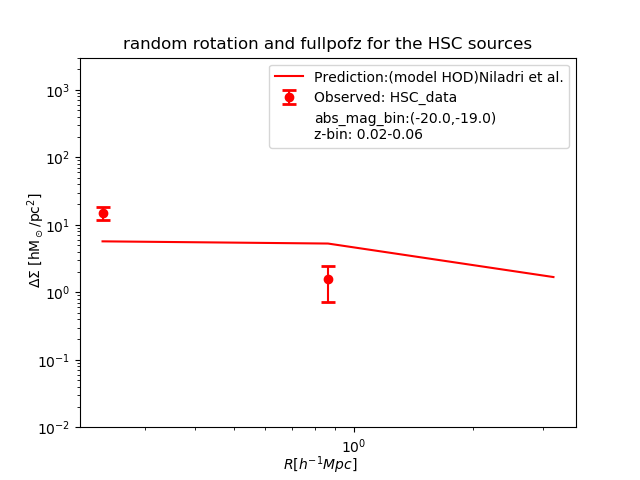 random rotation and fullpofz for the HSC sources
Prediction:(model HOD)Niladri et al.
Observed: HSC_data
abs_mag_bin:(-20.0,-19.0)
z-bin: 0.02-0.06
10³
10²
10¹
10⁰
10⁻¹
10⁻²
ΔΣ [hM⊙/pc²]
10⁰
R[h⁻¹Mpc]